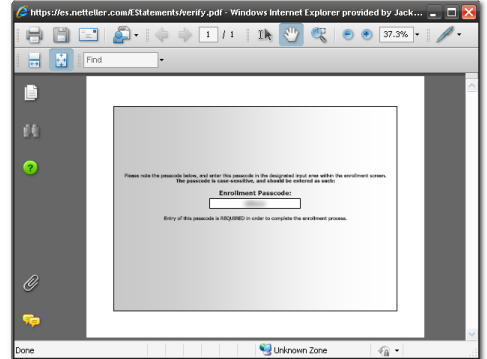 https://es.netteller.com/EStatements/verify.pdf - Windows Internet Explorer provided by Jack...
1 / 1
37.3%
Find
Please note the passcode below, and enter this passcode in the designated input area within the enrollment screen.
The passcode is case-sensitive, and should be entered as such:
Enrollment Passcode:
Entry of this passcode is REQUIRED in order to complete the enrollment process.
Done
Unknown Zone